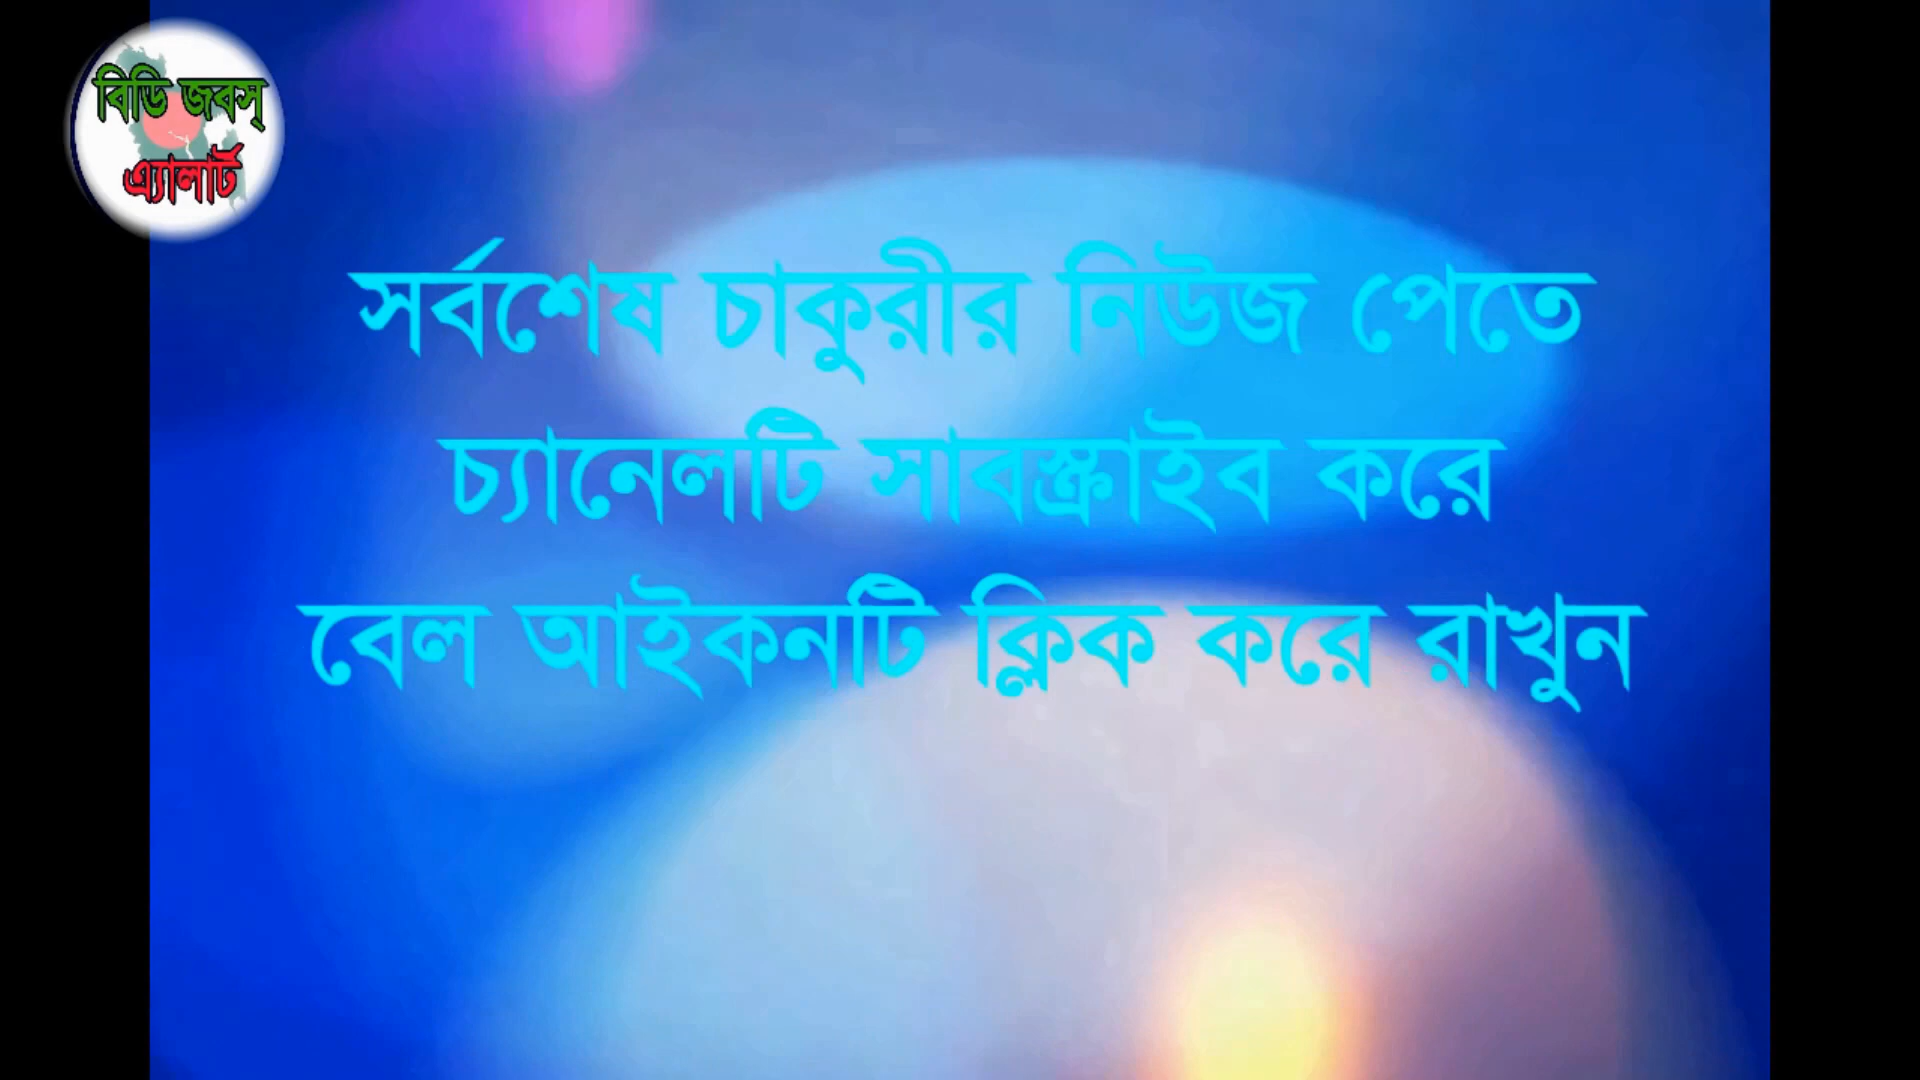 বিডি জবস্
এ্যালার্ট
সর্বশেষ চাকুরীর নিউজ পেতে
চ্যানেলটি সাবস্ক্রাইব করে
বেল আইকনটি ক্লিক করে রাখুন